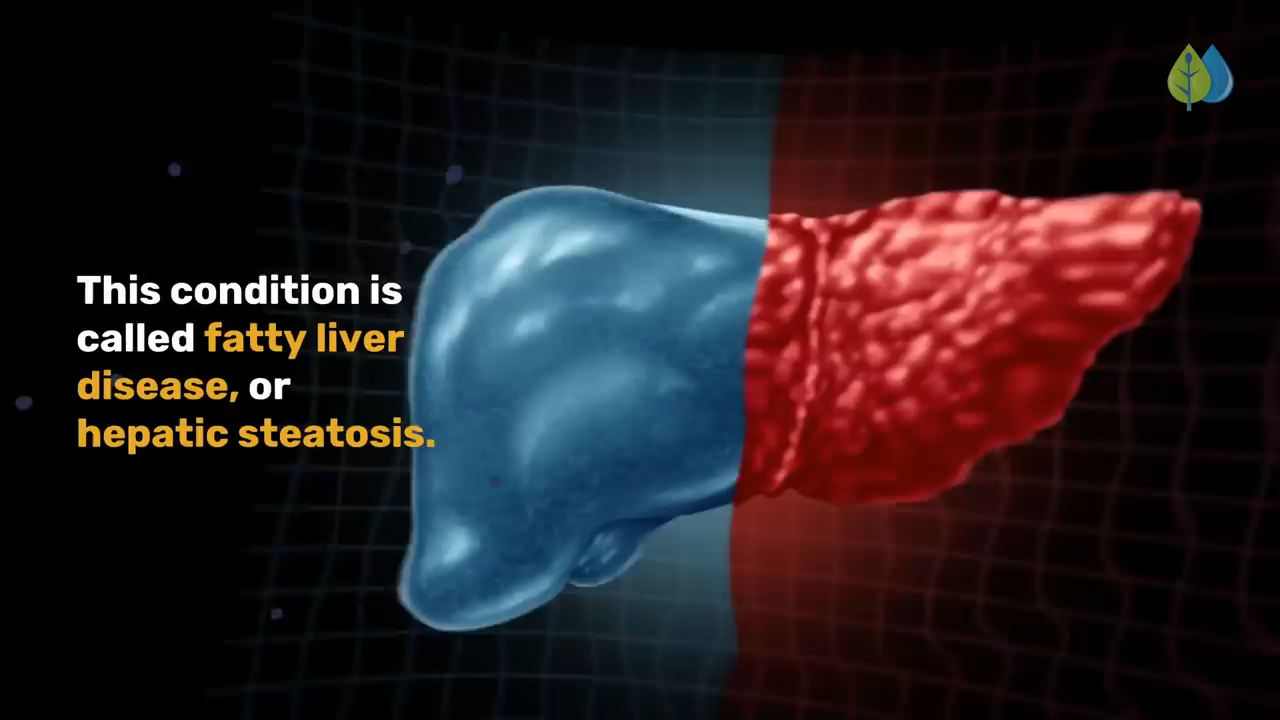 This condition is
called fatty liver
disease, or
hepatic steatosis.